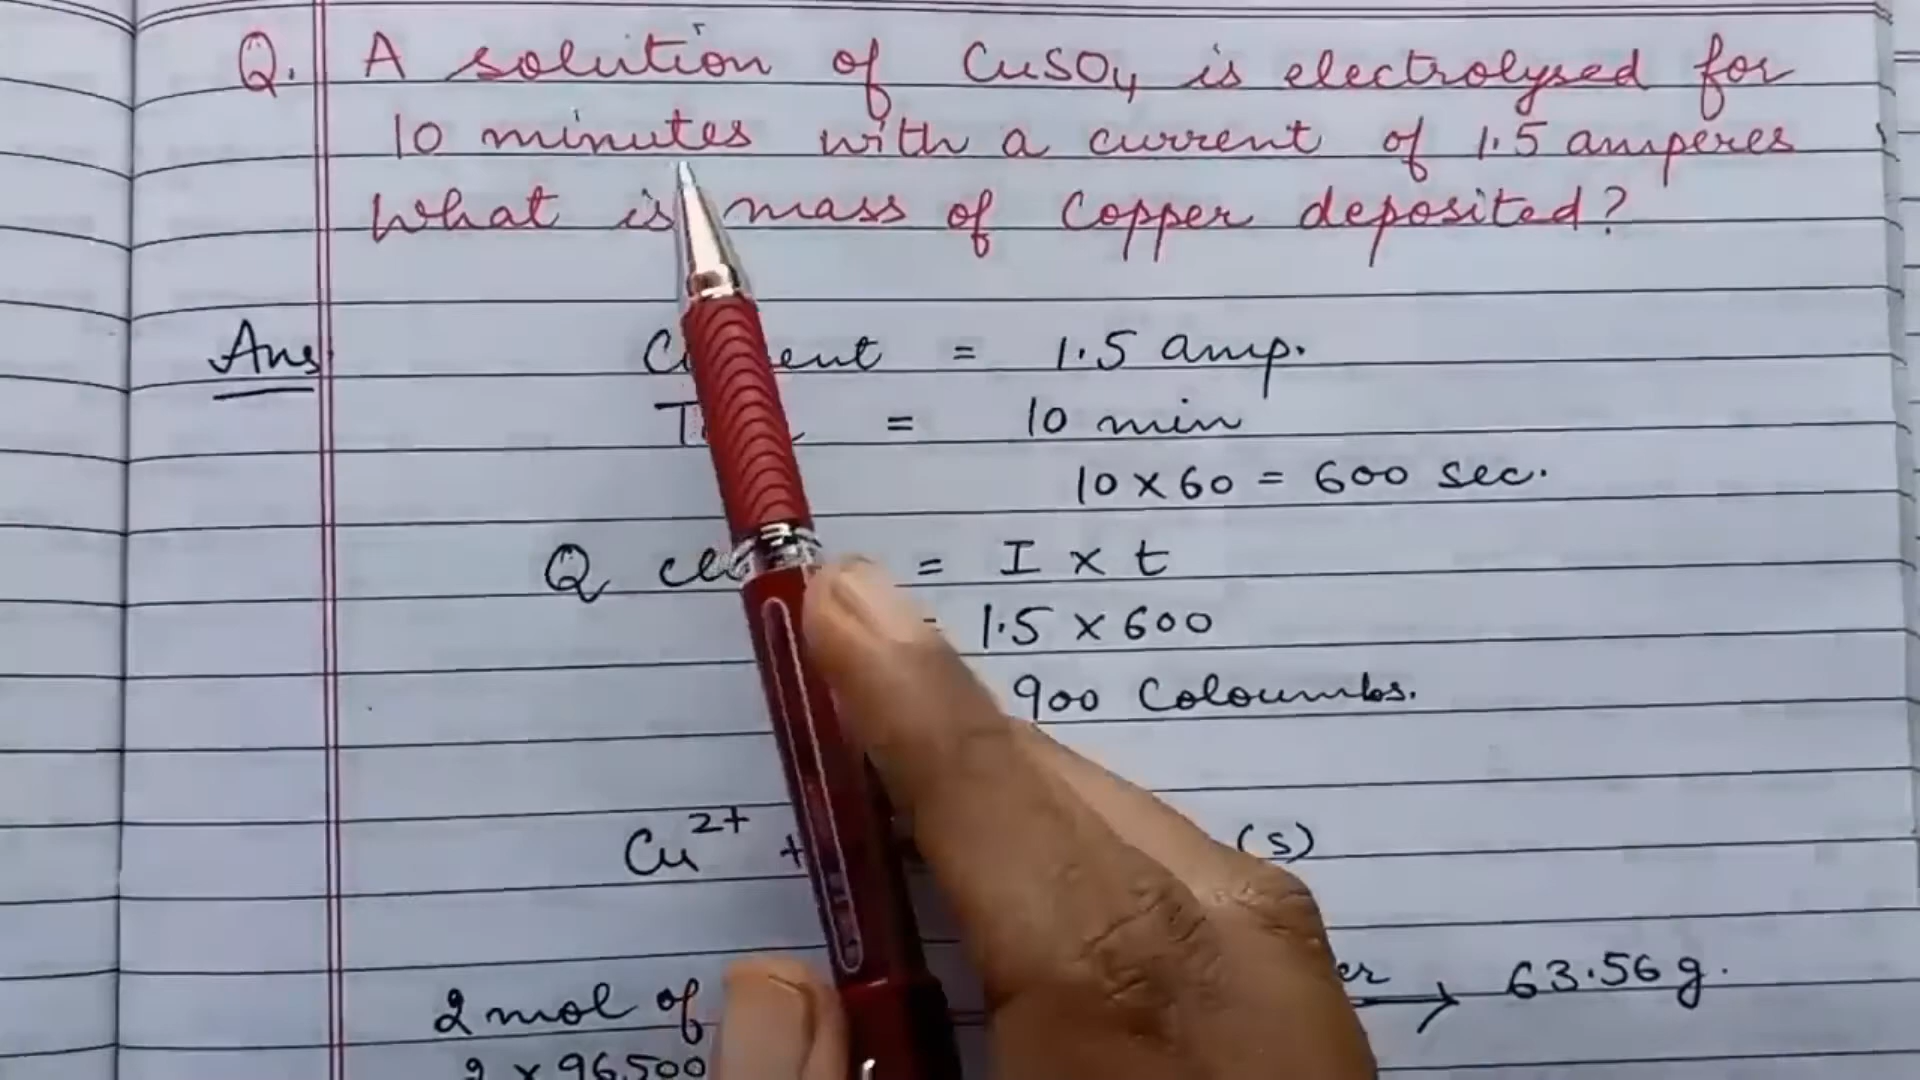 Q. A solution of CuSO4 is electrolysed for
10 minutes with a current of 1.5 amperes
What is mass of Copper deposited?
Ans = 1.5 amp.
= 10 min
10 x 60 = 600 sec.
Q = I x t
= 1.5 x 600
900 Coloumbs.
Cu2+ + (s)
2 mol of → 63.56 g.
2 x 96500